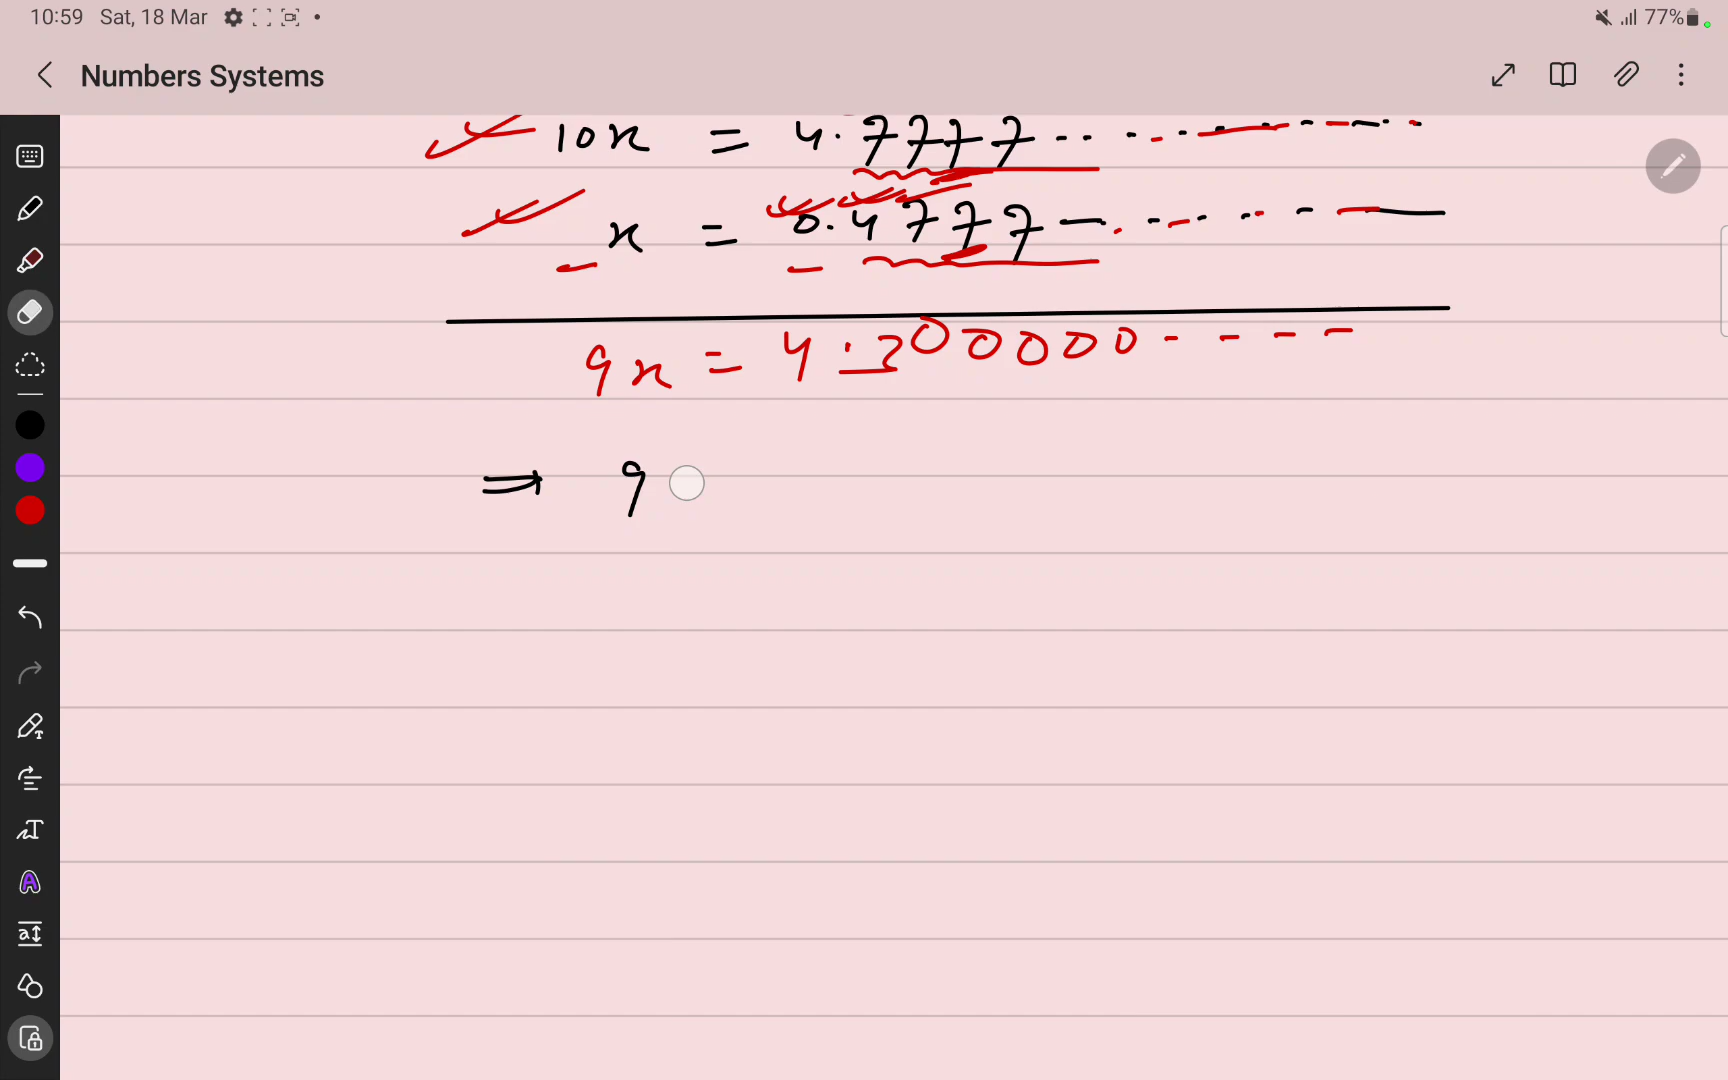 10:59 Sat, 18 Mar 77%
Numbers Systems
10x = 4.7777.. . . - - - .
x = 0.4777 - . - . - . -
9x = 4.300000 - - - -
⇒ 9